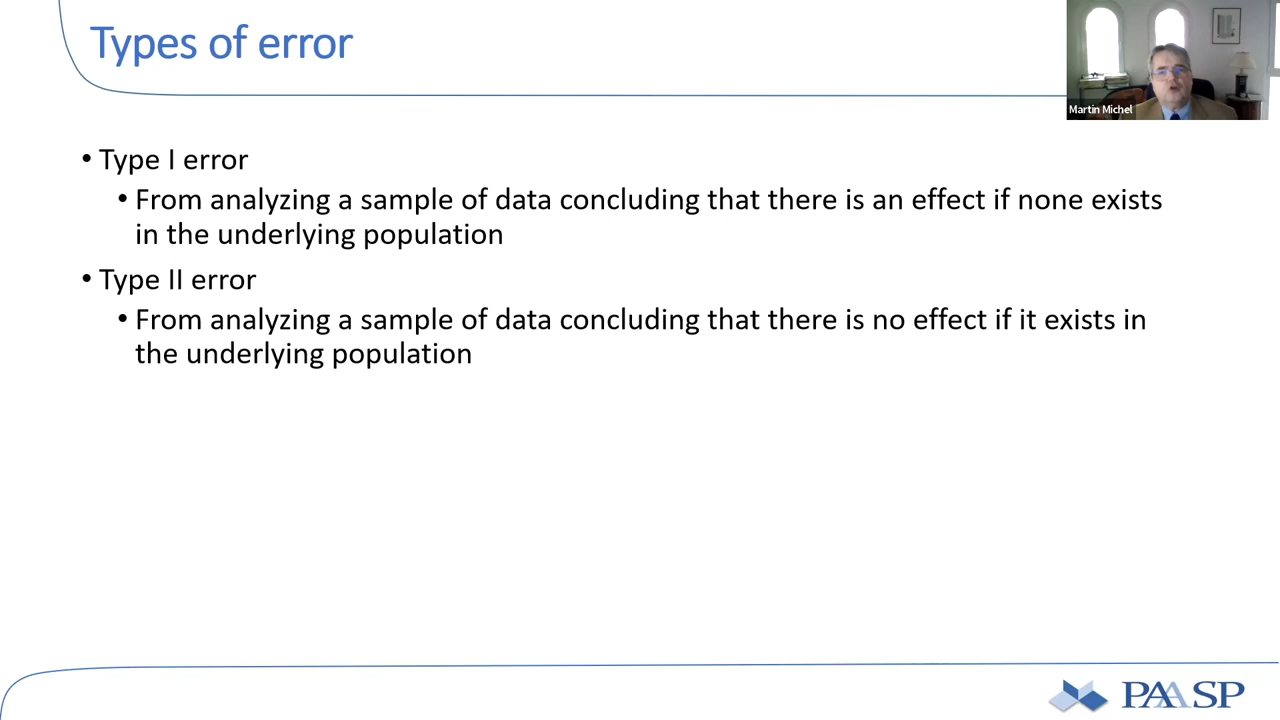 Types of error
Martin Michel
• Type I error
• From analyzing a sample of data concluding that there is an effect if none exists
in the underlying population
• Type II error
• From analyzing a sample of data concluding that there is no effect if it exists in
the underlying population
PAASP